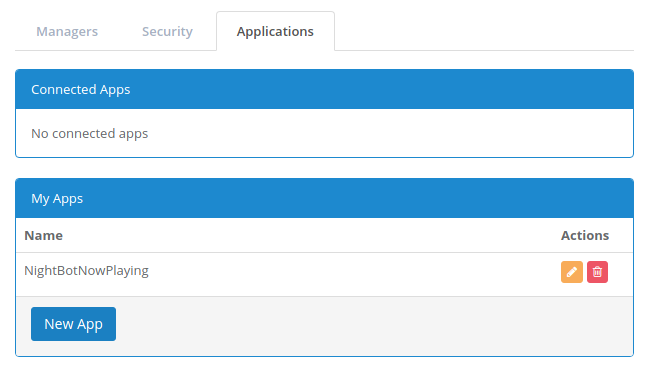 Managers Security Applications
Connected Apps
No connected apps
My Apps
Name Actions
NightBotNowPlaying
New App